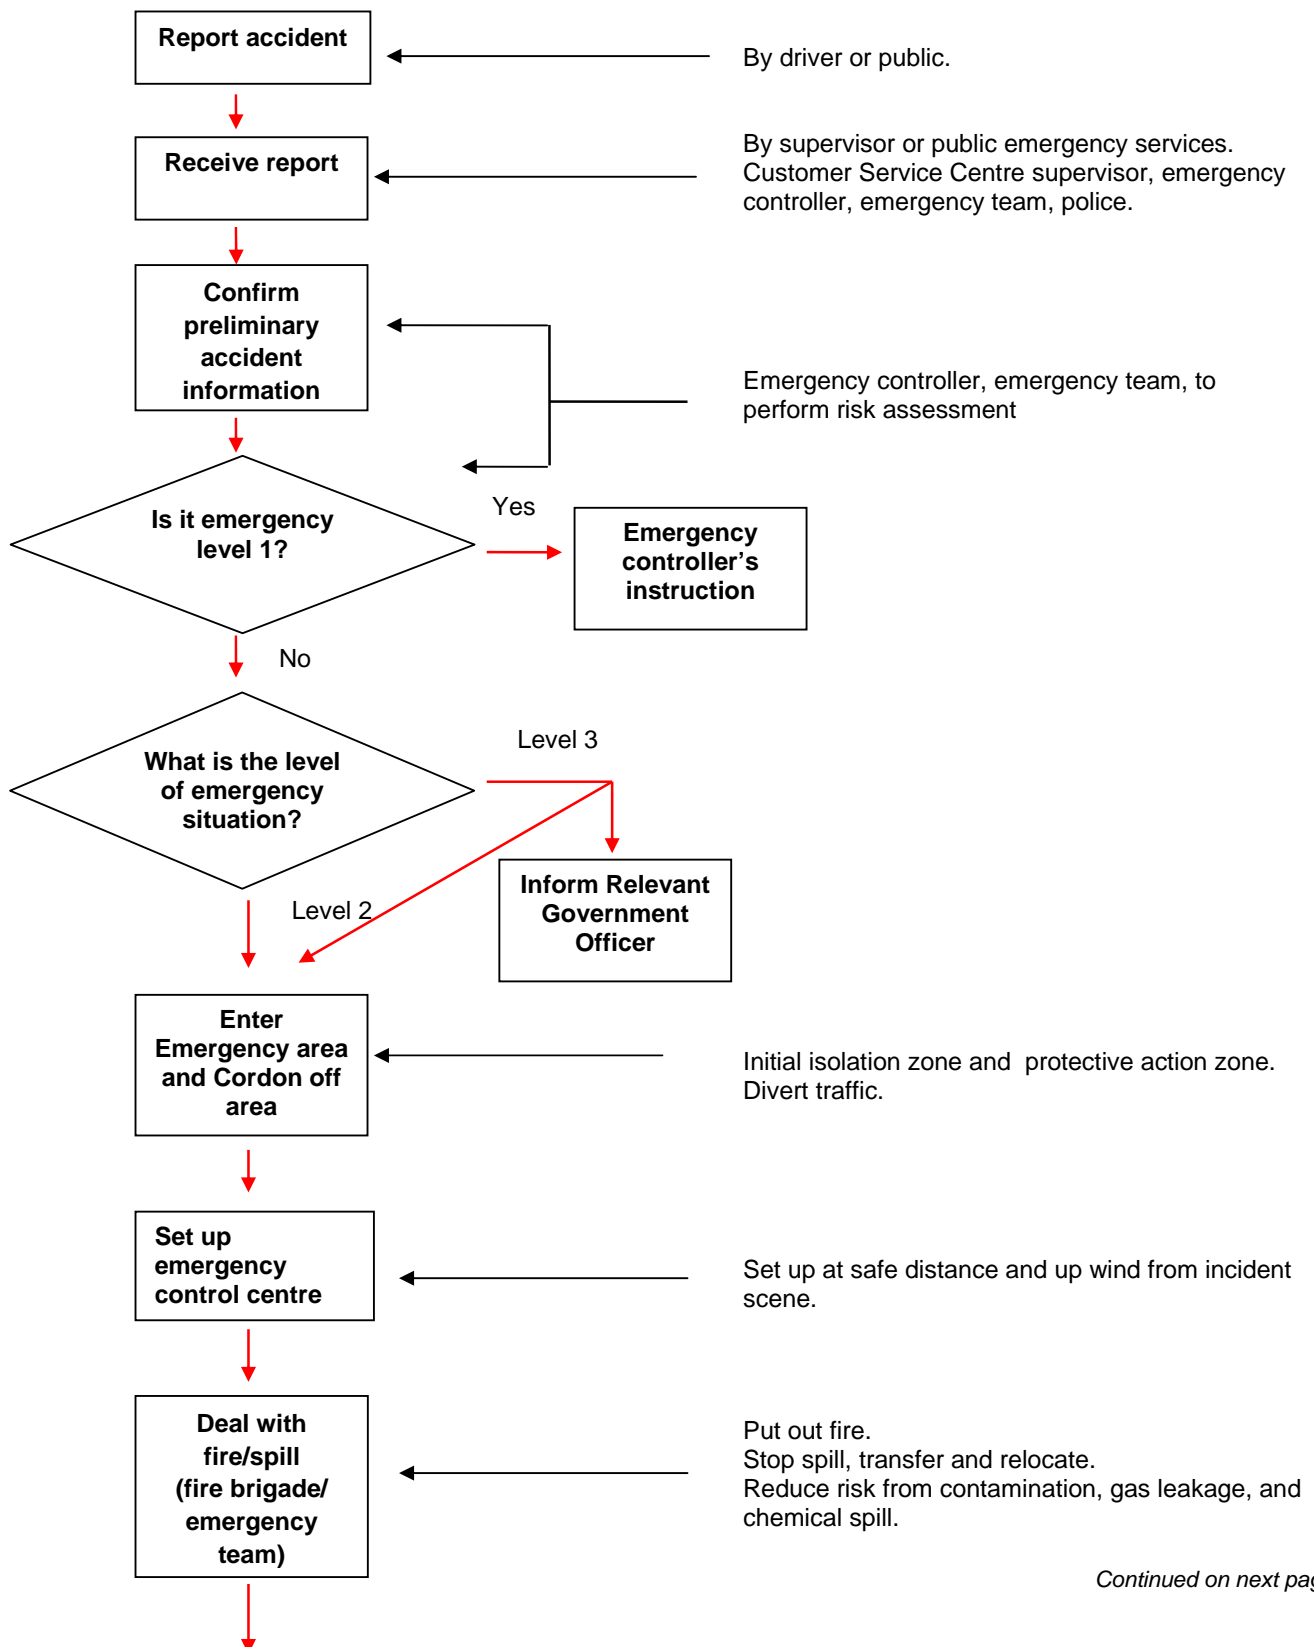 Report accident
By driver or public.
Receive report
By supervisor or public emergency services.
Customer Service Centre supervisor, emergency
controller, emergency team, police.
Confirm
preliminary
accident
information
Emergency controller, emergency team, to
perform risk assessment
Is it emergency
level 1?
Yes
Emergency
controller’s
instruction
No
What is the level
of emergency
situation?
Level 3
Level 2
Inform Relevant
Government
Officer
Enter
Emergency area
and Cordon off
area
Initial isolation zone and  protective action zone.
Divert traffic.
Set up
emergency
control centre
Set up at safe distance and up wind from incident
scene.
Deal with
fire/spill
(fire brigade/
emergency
team)
Put out fire.
Stop spill, transfer and relocate.
Reduce risk from contamination, gas leakage, and
chemical spill.
Continued on next pag